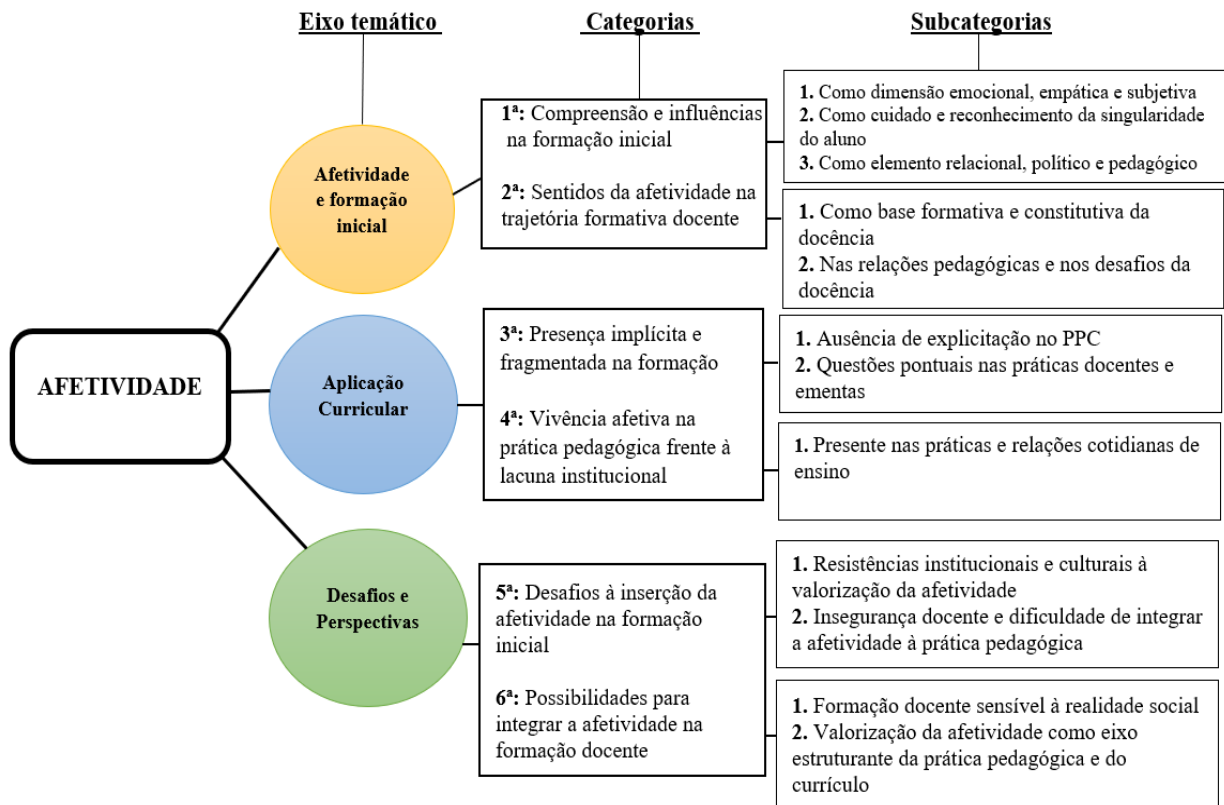 Eixo temático
Categorias
Subcategorias
AFETIVIDADE
Afetividade
e formação
inicial
1ª: Compreensão e influências
na formação inicial
2ª: Sentidos da afetividade na
trajetória formativa docente
1. Como dimensão emocional, empática e subjetiva
2. Como cuidado e reconhecimento da singularidade
do aluno
3. Como elemento relacional, político e pedagógico
1. Como base formativa e constitutiva da
docência
2. Nas relações pedagógicas e nos desafios da
docência
Aplicação
Curricular
3ª: Presença implícita e
fragmentada na formação
4ª: Vivência afetiva na
prática pedagógica frente à
lacuna institucional
1. Ausência de explicitação no PPC
2. Questões pontuais nas práticas docentes e
ementas
1. Presente nas práticas e relações cotidianas de
ensino
Desafios e
Perspectivas
5ª: Desafios à inserção da
afetividade na formação
inicial
6ª: Possibilidades para
integrar a afetividade na
formação docente
1. Resistências institucionais e culturais à
valorização da afetividade
2. Insegurança docente e dificuldade de integrar
a afetividade à prática pedagógica
1. Formação docente sensível à realidade social
2. Valorização da afetividade como eixo
estruturante da prática pedagógica e do
currículo